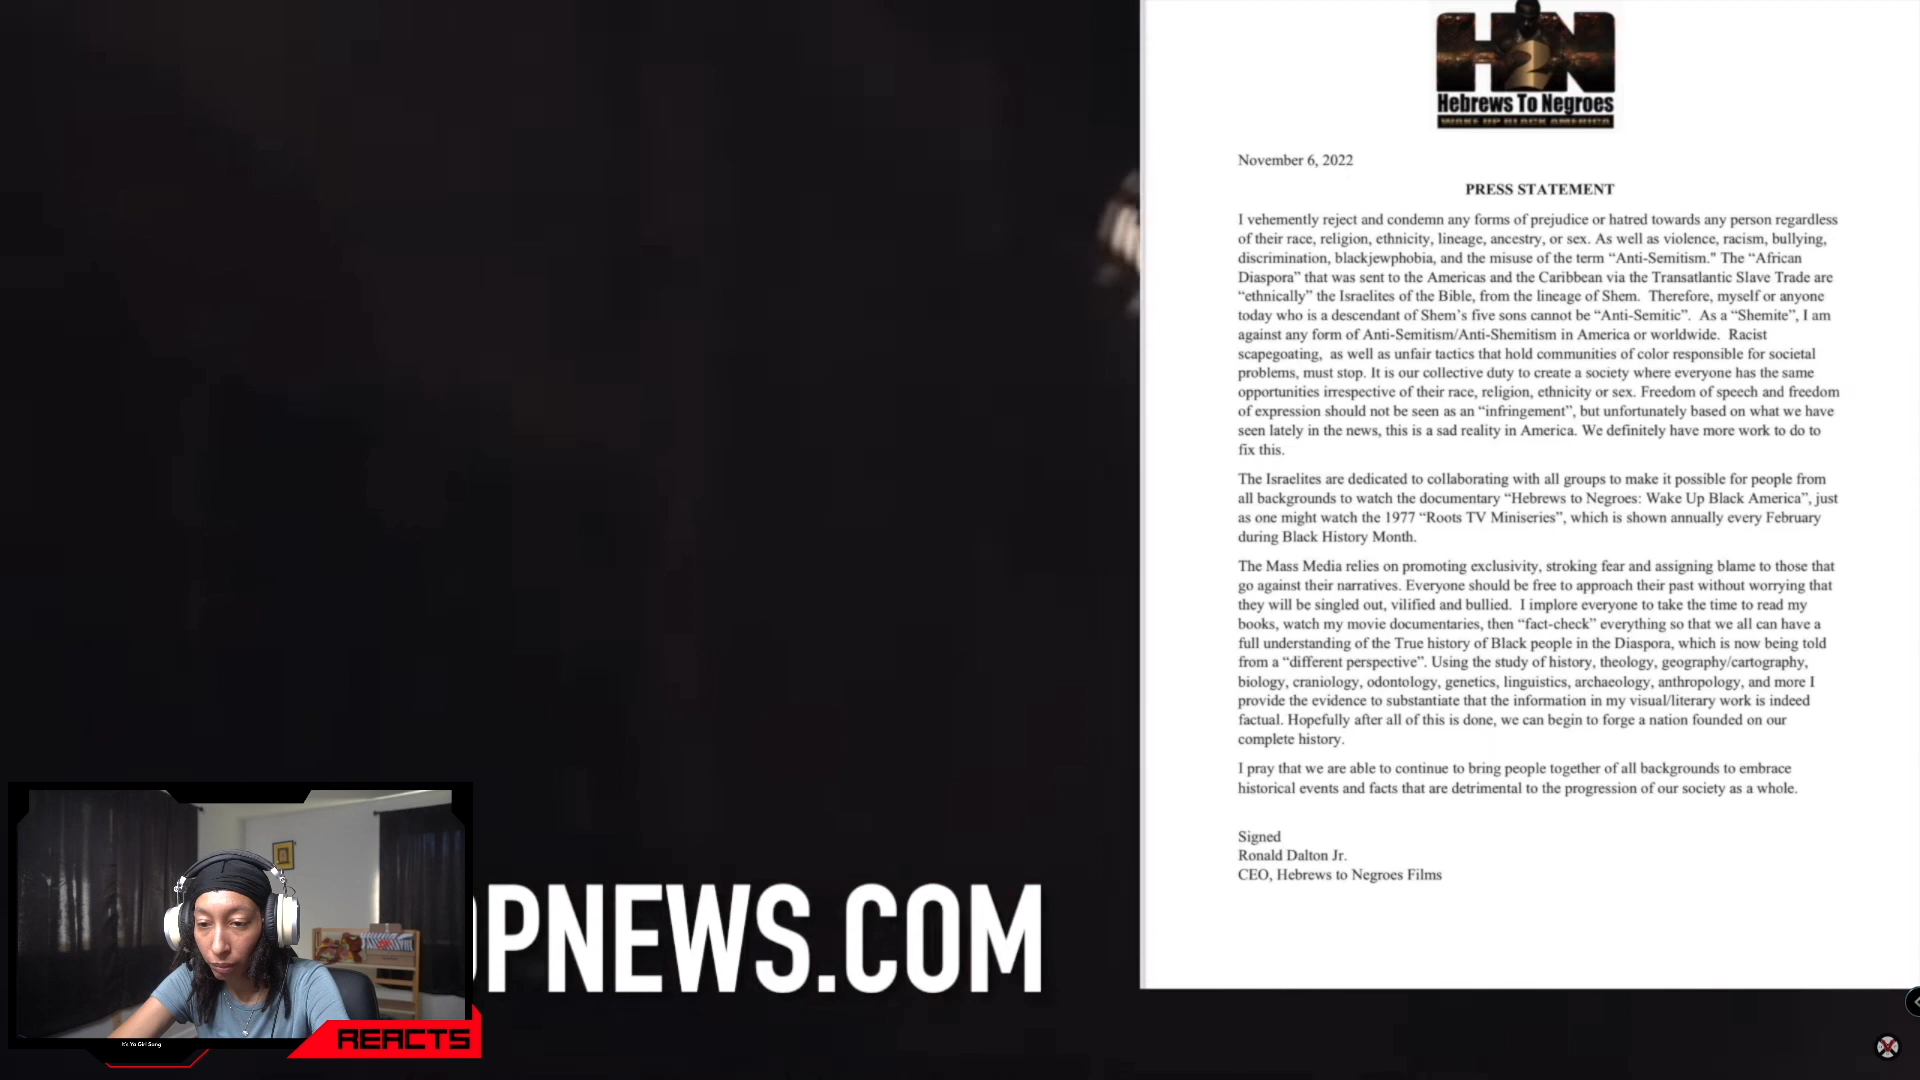 H2N
Hebrews To Negroes
WAKE UP BLACK AMERICA
November 6, 2022
PRESS STATEMENT
I vehemently reject and condemn any forms of prejudice or hatred towards any person regardless
of their race, religion, ethnicity, lineage, ancestry, or sex. As well as violence, racism, bullying,
discrimination, blackjewphobia, and the misuse of the term “Anti-Semitism." The “African
Diaspora” that was sent to the Americas and the Caribbean via the Transatlantic Slave Trade are
“ethnically” the Israelites of the Bible, from the lineage of Shem. Therefore, myself or anyone
today who is a descendant of Shem’s five sons cannot be “Anti-Semitic”. As a “Shemite”, I am
against any form of Anti-Semitism/Anti-Shemitism in America or worldwide. Racist
scapegoating, as well as unfair tactics that hold communities of color responsible for societal
problems, must stop. It is our collective duty to create a society where everyone has the same
opportunities irrespective of their race, religion, ethnicity or sex. Freedom of speech and freedom
of expression should not be seen as an “infringement”, but unfortunately based on what we have
seen lately in the news, this is a sad reality in America. We definitely have more work to do to
fix this.
The Israelites are dedicated to collaborating with all groups to make it possible for people from
all backgrounds to watch the documentary “Hebrews to Negroes: Wake Up Black America”, just
as one might watch the 1977 “Roots TV Miniseries”, which is shown annually every February
during Black History Month.
The Mass Media relies on promoting exclusivity, stroking fear and assigning blame to those that
go against their narratives. Everyone should be free to approach their past without worrying that
they will be singled out, vilified and bullied. I implore everyone to take the time to read my
books, watch my movie documentaries, then “fact-check” everything so that we all can have a
full understanding of the True history of Black people in the Diaspora, which is now being told
from a “different perspective”. Using the study of history, theology, geography/cartography,
biology, craniology, odontology, genetics, linguistics, archaeology, anthropology, and more I
provide the evidence to substantiate that the information in my visual/literary work is indeed
factual. Hopefully after all of this is done, we can begin to forge a nation founded on our
complete history.
I pray that we are able to continue to bring people together of all backgrounds to embrace
historical events and facts that are detrimental to the progression of our society as a whole.
Signed
Ronald Dalton Jr.
CEO, Hebrews to Negroes Films
OPNEWS.COM
REACTS
It's Ya Girl Sang